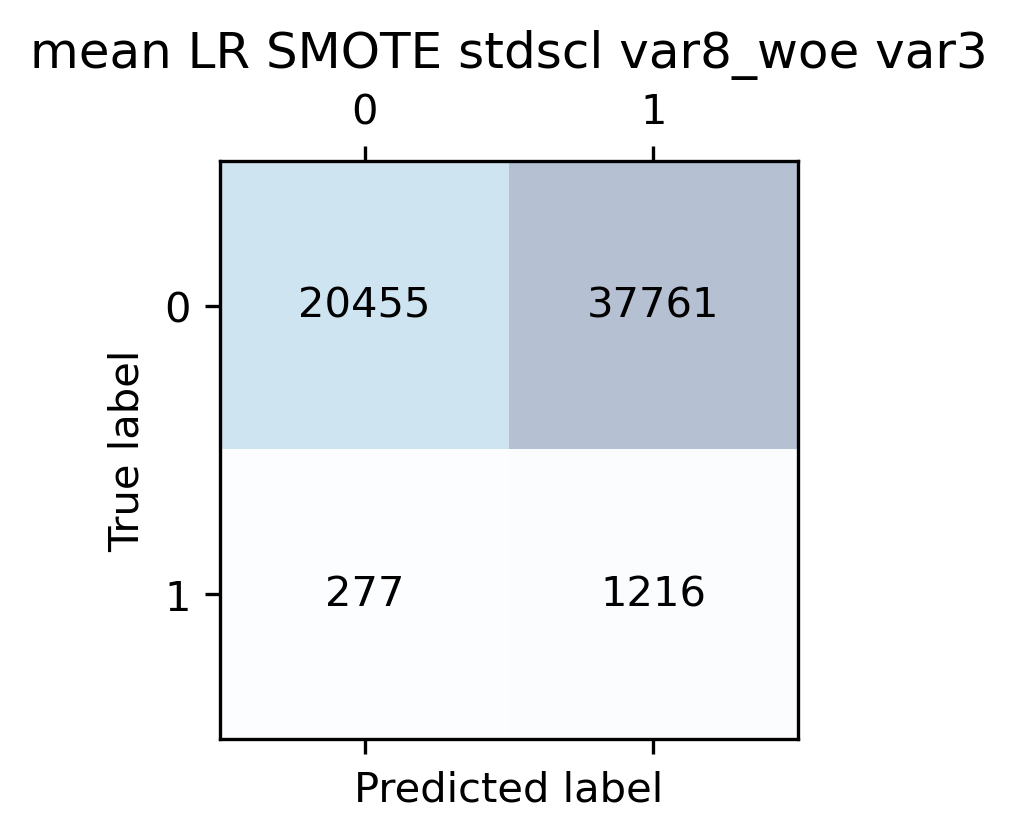 mean LR SMOTE stdscl var8_woe var3
0 1
0 20455 37761
True label
1 277 1216
Predicted label